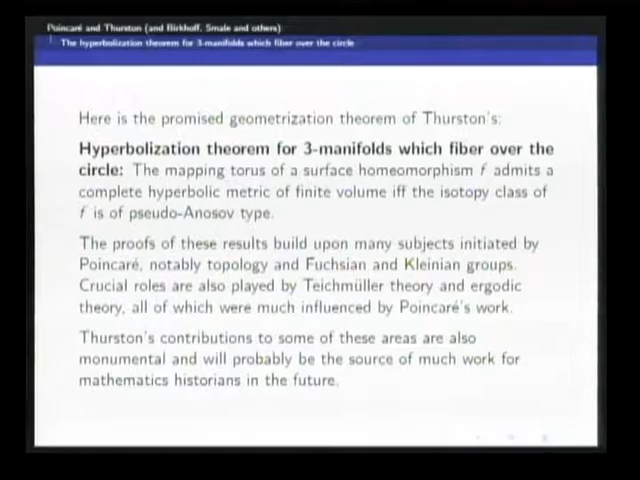 Poincaré and Thurston (and Birkhoff, Smale and others)
The hyperbolization theorem for 3-manifolds which fiber over the circle
Here is the promised geometrization theorem of Thurston's:
Hyperbolization theorem for 3-manifolds which fiber over the
circle: The mapping torus of a surface homeomorphism f admits a
complete hyperbolic metric of finite volume iff the isotopy class of
f is of pseudo-Anosov type.
The proofs of these results build upon many subjects initiated by
Poincaré, notably topology and Fuchsian and Kleinian groups.
Crucial roles are also played by Teichmüller theory and ergodic
theory, all of which were much influenced by Poincaré's work.
Thurston's contributions to some of these areas are also
monumental and will probably be the source of much work for
mathematics historians in the future.